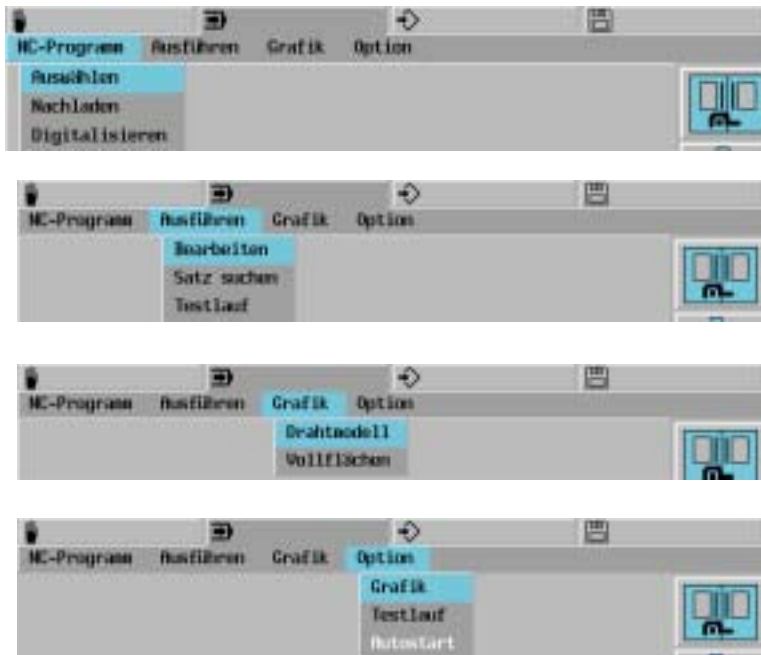 NC-Programm Ausführen Grafik Option
Auswählen
Nachladen
Digitalisieren
NC-Programm Ausführen Grafik Option
Bearbeiten
Satz suchen
Testlauf
NC-Programm Ausführen Grafik Option
Drahtmodell
Vollflächen
NC-Programm Ausführen Grafik Option
Grafik
Testlauf
Autostart